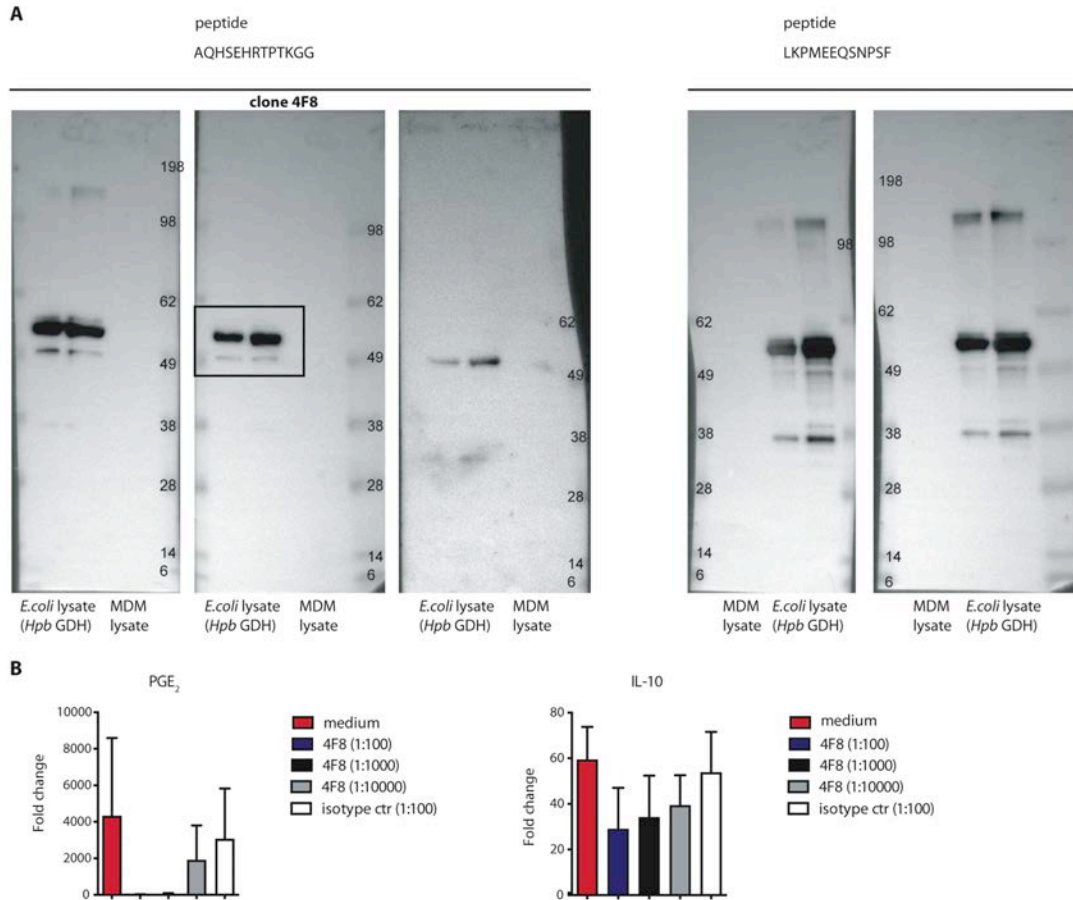 A
peptide
AQHSEHRTPTKGG
peptide
LKPMEEQSNPSF
clone 4F8
198
98
62
49
38
28
14
6
98
62
49
38
28
14
6
62
49
38
28
14
6
62
49
38
28
14
6
98
198
98
62
49
38
28
14
6
E.coli lysate
(Hpb GDH)
MDM
lysate
E.coli lysate
(Hpb GDH)
MDM
lysate
E.coli lysate
(Hpb GDH)
MDM
lysate
MDM
lysate
E.coli lysate
(Hpb GDH)
MDM
lysate
E.coli lysate
(Hpb GDH)
B
PGE₂
Fold change
10000
8000
6000
4000
2000
0
medium
4F8 (1:100)
4F8 (1:1000)
4F8 (1:10000)
isotype ctr (1:100)
IL-10
Fold change
80
60
40
20
0
medium
4F8 (1:100)
4F8 (1:1000)
4F8 (1:10000)
isotype ctr (1:100)